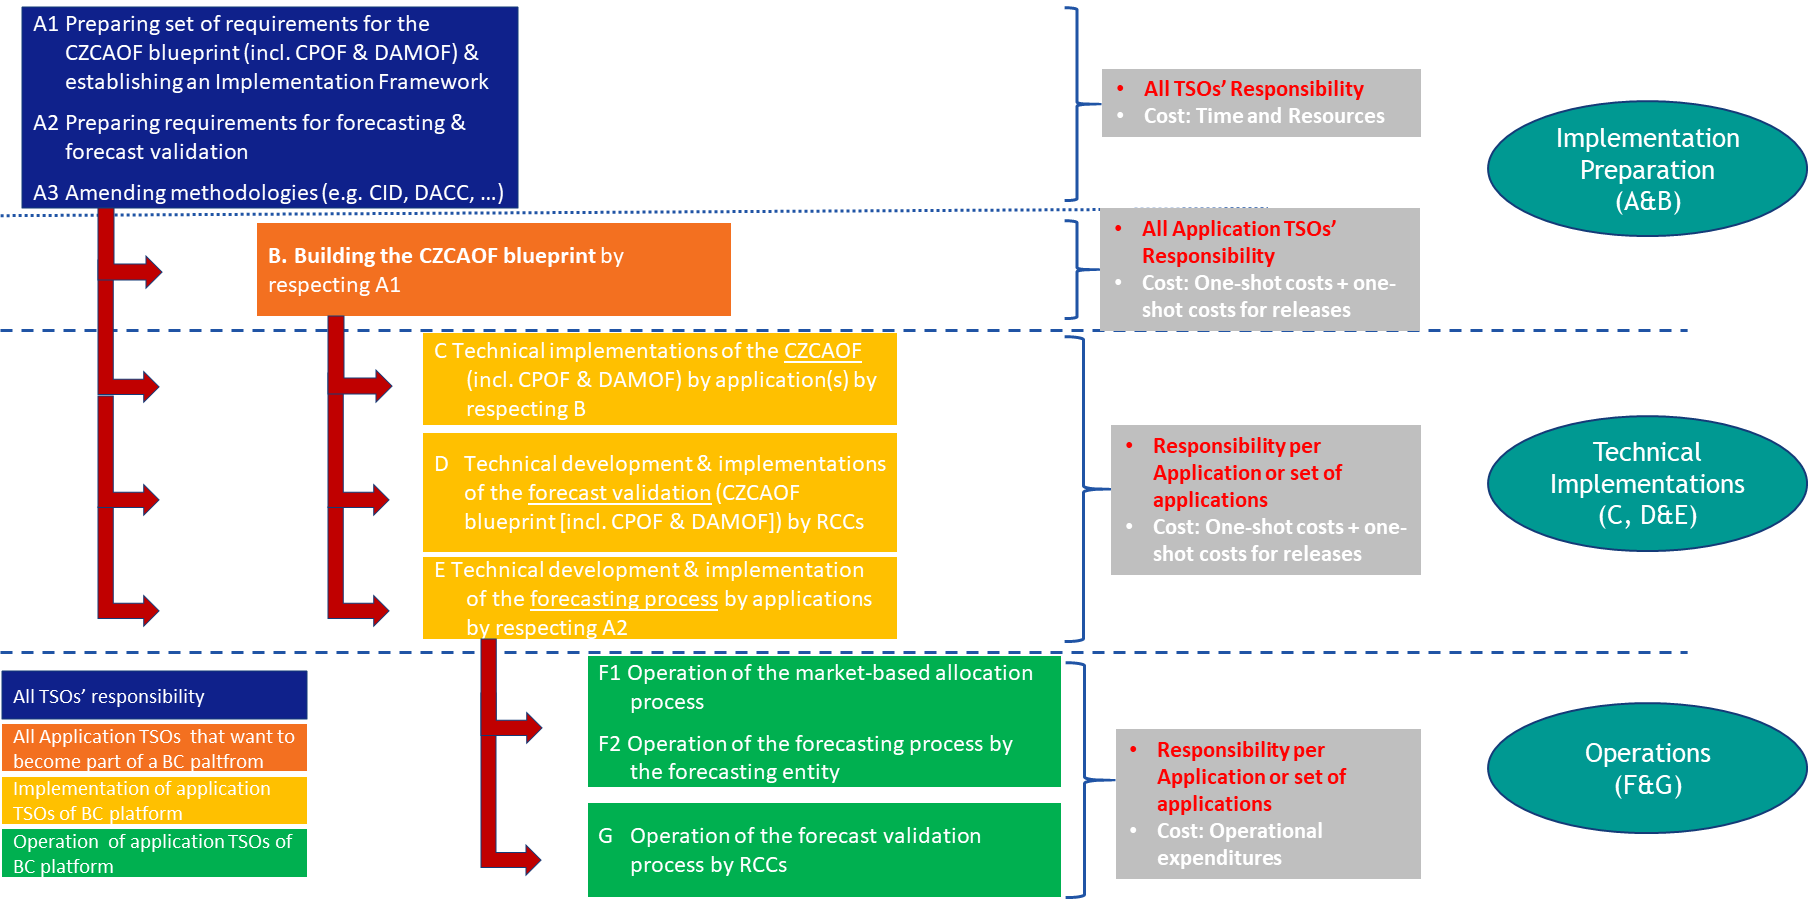 A1 Preparing set of requirements for the
CZCAOF blueprint (incl. CPOF & DAMOF) &
establishing an Implementation Framework
A2 Preparing requirements for forecasting &
forecast validation
A3 Amending methodologies (e.g. CID, DACC, ...)
• All TSOs’ Responsibility
• Cost: Time and Resources
Implementation
Preparation
(A&B)
B. Building the CZCAOF blueprint by
respecting A1
• All Application TSOs’
Responsibility
• Cost: One-shot costs + one-
shot costs for releases
C Technical implementations of the CZCAOF
(incl. CPOF & DAMOF) by application(s) by
respecting B
D Technical development & implementations
of the forecast validation (CZCAOF
blueprint [incl. CPOF & DAMOF]) by RCCs
E Technical development & implementation
of the forecasting process by applications
by respecting A2
• Responsibility per
Application or set of
applications
• Cost: One-shot costs + one-
shot costs for releases
Technical
Implementations
(C, D&E)
F1 Operation of the market-based allocation
process
F2 Operation of the forecasting process by
the forecasting entity
G Operation of the forecast validation
process by RCCs
• Responsibility per
Application or set of
applications
• Cost: Operational
expenditures
Operations
(F&G)
All TSOs’ responsibility
All Application TSOs that want to
become part of a BC paltfrom
Implementation of application
TSOs of BC platform
Operation of application TSOs of
BC platform